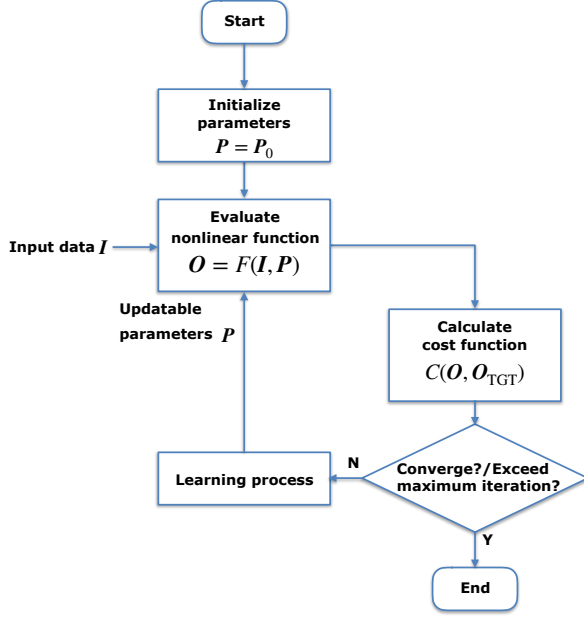 Start
Initialize
parameters
P = P₀
Evaluate
nonlinear function
O = F(I, P)
Input data I
Updatable
parameters P
Calculate
cost function
C(O, O_TGT)
Converge?/Exceed
maximum iteration?
N
Learning process
Y
End